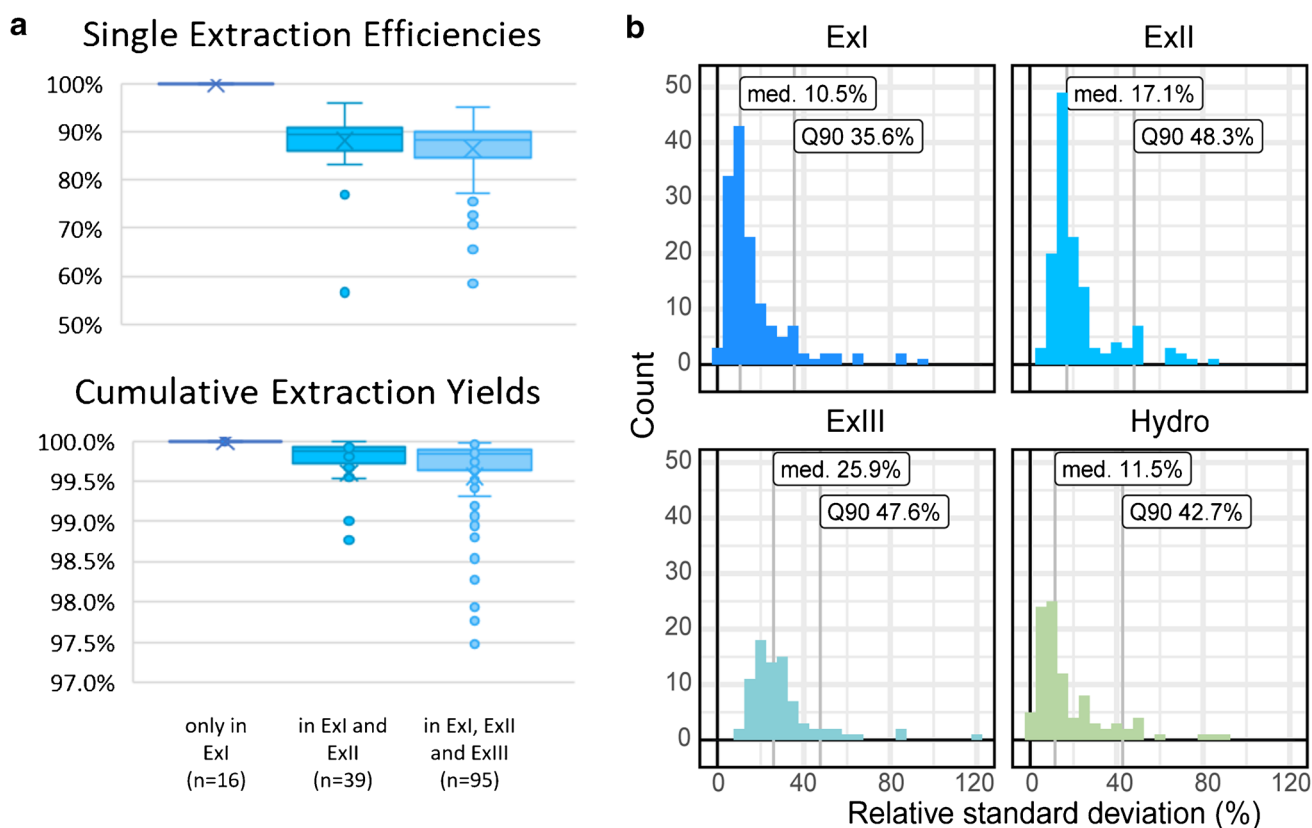 a
Single Extraction Efficiencies
100%
90%
80%
70%
60%
50%
Cumulative Extraction Yields
100.0%
99.5%
99.0%
98.5%
98.0%
97.5%
97.0%
only in
ExI
(n=16)
in ExI and
ExII
(n=39)
in ExI, ExII
and ExIII
(n=95)
b
ExI
ExII
50
40
30
20
10
0
med. 10.5%
Q90 35.6%
med. 17.1%
Q90 48.3%
Count
ExIII
Hydro
50
40
30
20
10
0
med. 25.9%
Q90 47.6%
med. 11.5%
Q90 42.7%
0 40 80 120
0 40 80 120
Relative standard deviation (%)